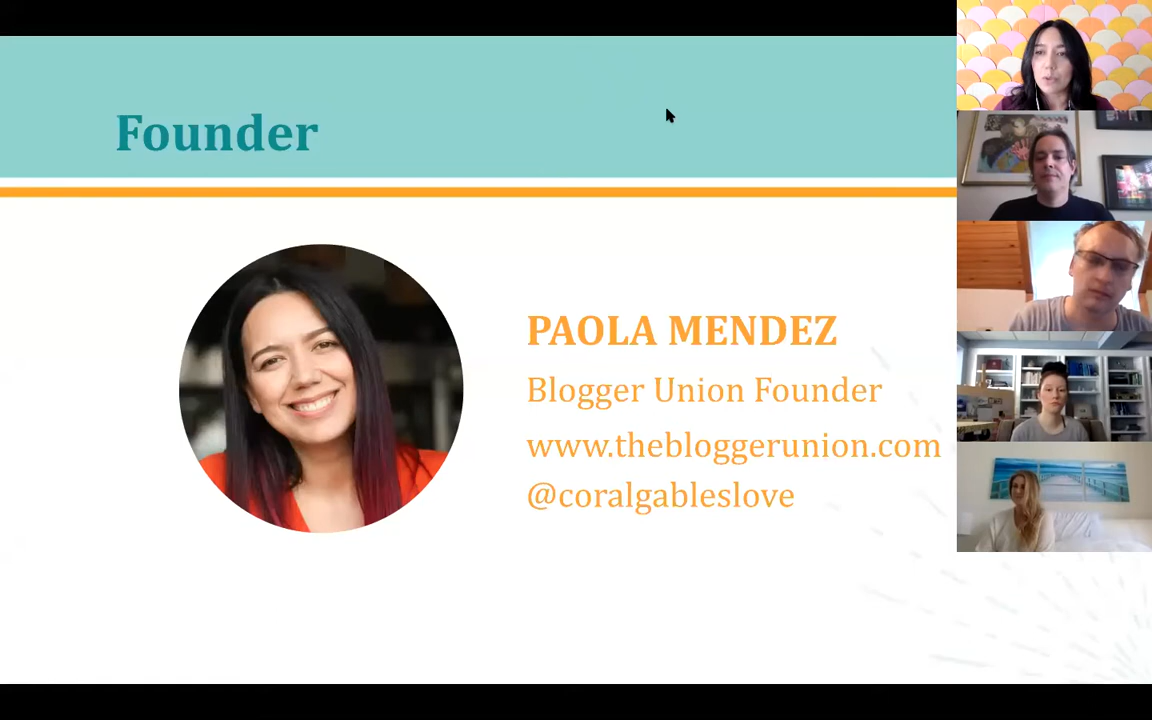 Founder
PAOLA MENDEZ
Blogger Union Founder
www.thebloggerunion.com
@coralgableslove